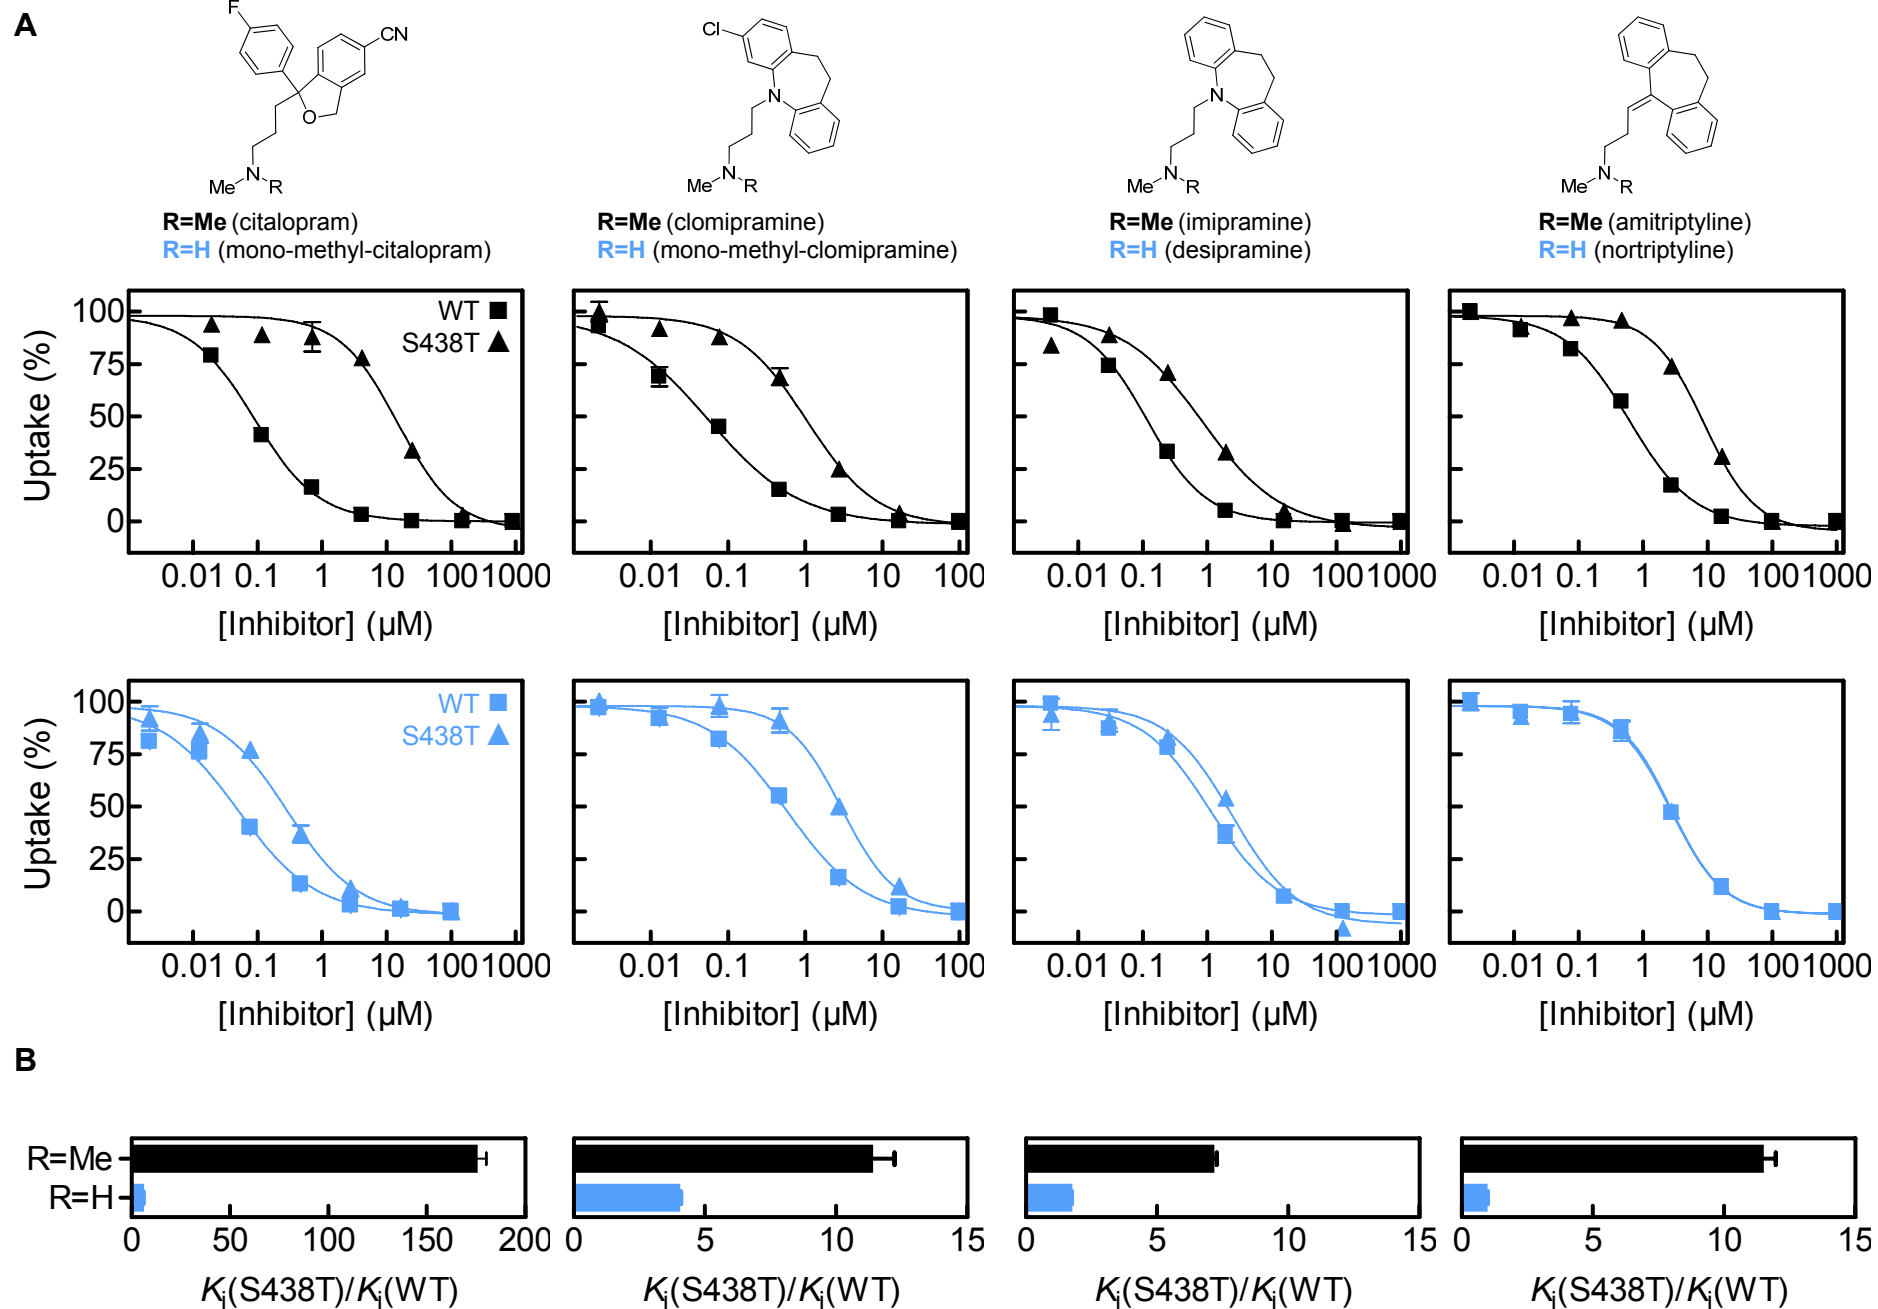 A
F
CN
O
N
Me
R
Cl
N
N
Me
R
N
N
Me
R
N
Me
R
R=Me (citalopram)
R=H (mono-methyl-citalopram)
R=Me (clomipramine)
R=H (mono-methyl-clomipramine)
R=Me (imipramine)
R=H (desipramine)
R=Me (amitriptyline)
R=H (nortriptyline)
Uptake (%)
100
75
50
25
0
WT
S438T
0.01 0.1 1 10 100 1000
[Inhibitor] (µM)
0.01 0.1 1 10 100
[Inhibitor] (µM)
0.01 0.1 1 10 100 1000
[Inhibitor] (µM)
0.01 0.1 1 10 100 1000
[Inhibitor] (µM)
Uptake (%)
100
75
50
25
0
WT
S438T
0.01 0.1 1 10 100 1000
[Inhibitor] (µM)
0.01 0.1 1 10 100
[Inhibitor] (µM)
0.01 0.1 1 10 100 1000
[Inhibitor] (µM)
0.01 0.1 1 10 100 1000
[Inhibitor] (µM)
B
R=Me
R=H
0 50 100 150 200
Ki(S438T)/Ki(WT)
0 5 10 15
Ki(S438T)/Ki(WT)
0 5 10 15
Ki(S438T)/Ki(WT)
0 5 10 15
Ki(S438T)/Ki(WT)